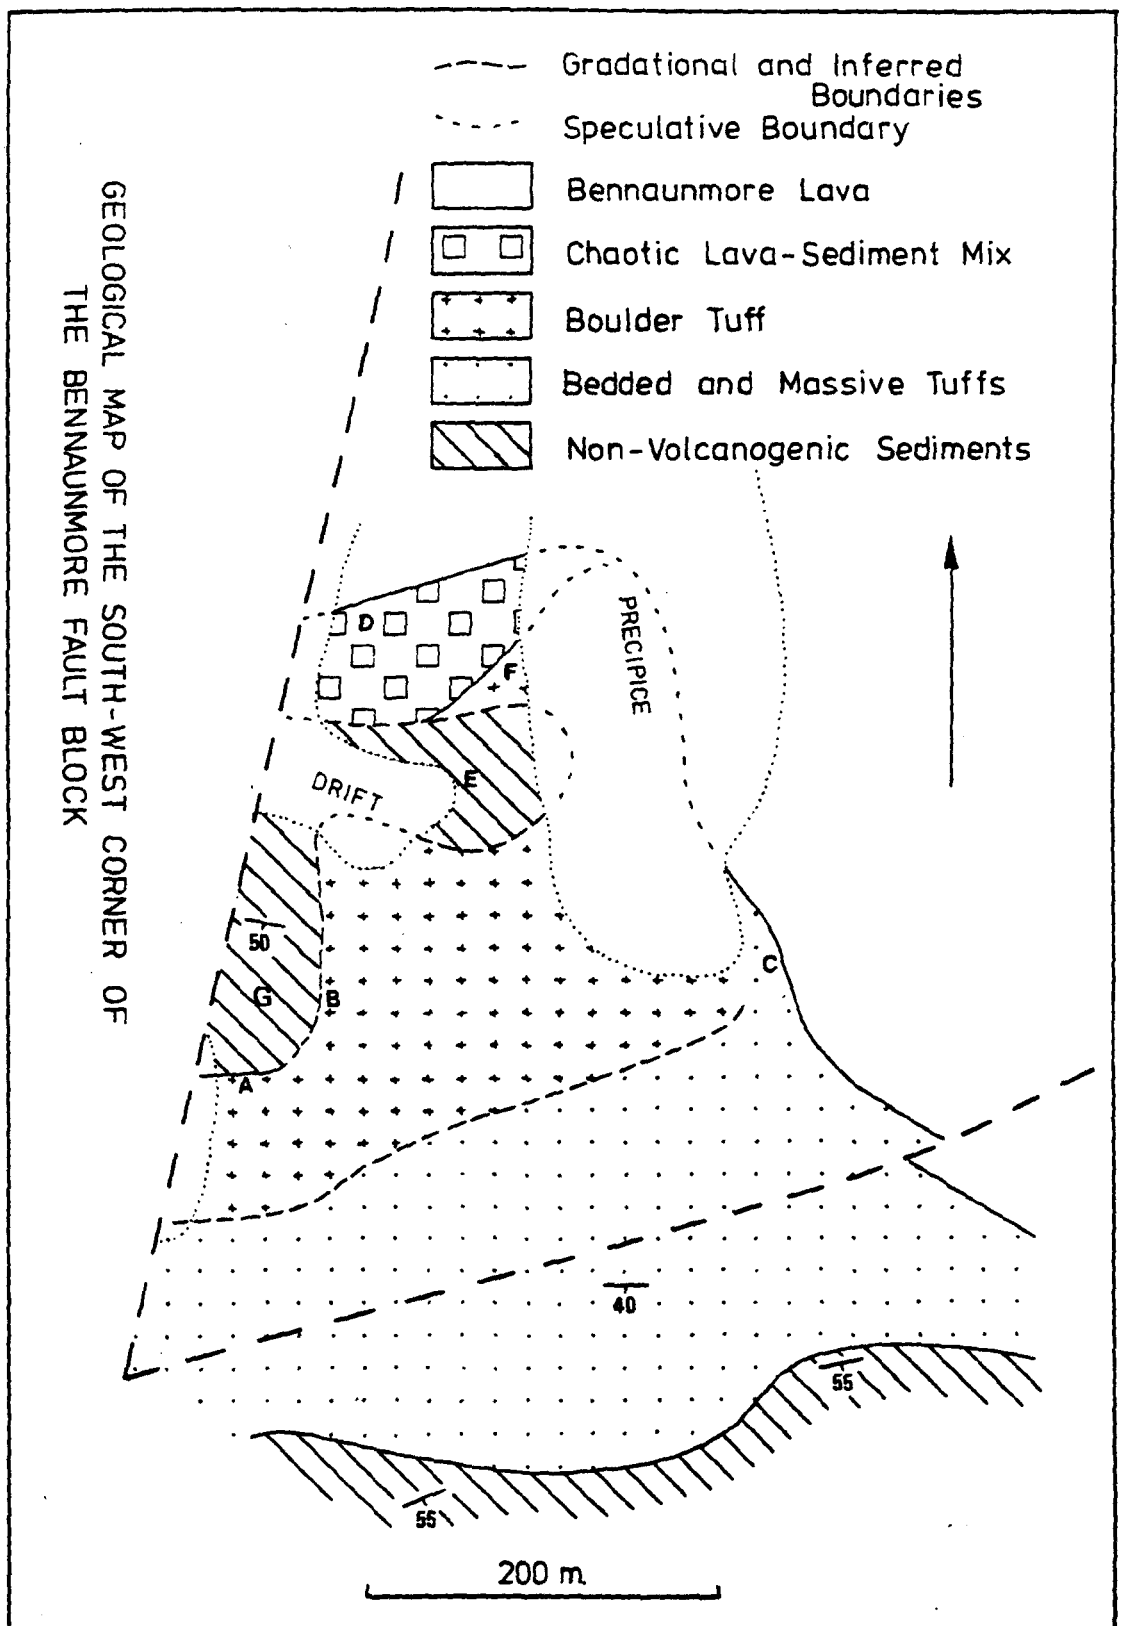 Gradational and Inferred
Boundaries
Speculative Boundary
Bennaunmore Lava
Chaotic Lava-Sediment Mix
Boulder Tuff
Bedded and Massive Tuffs
Non-Volcanogenic Sediments
GEOLOGICAL MAP OF THE SOUTH-WEST CORNER OF
THE BENNAUNMORE FAULT BLOCK
PRECIPICE
D
F
E
DRIFT
50
G
B
C
A
40
55
55
200 m